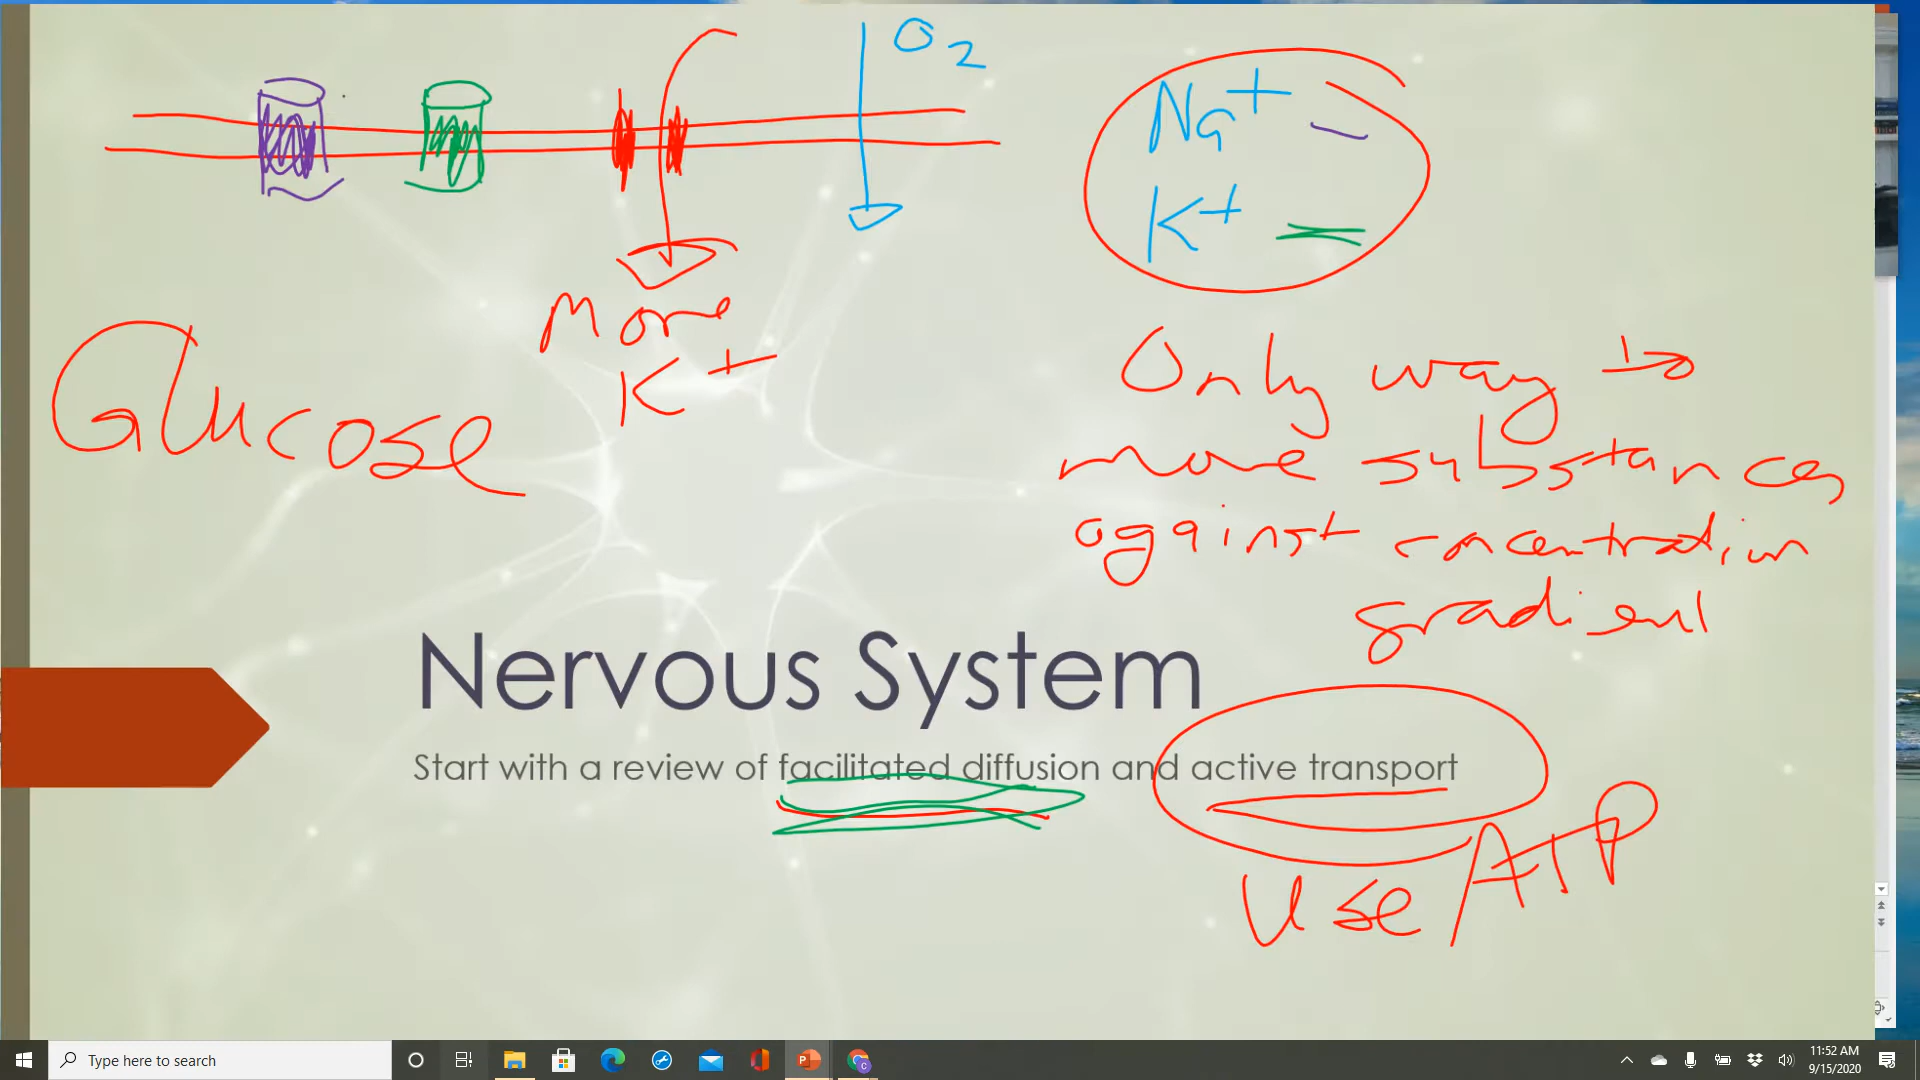 O2
Na+
K+
More
K+
Glucose
Only way to
move substances
against concentration
gradient
Nervous System
Start with a review of facilitated diffusion and active transport
Use ATP
Type here to search
11:52 AM
9/15/2020